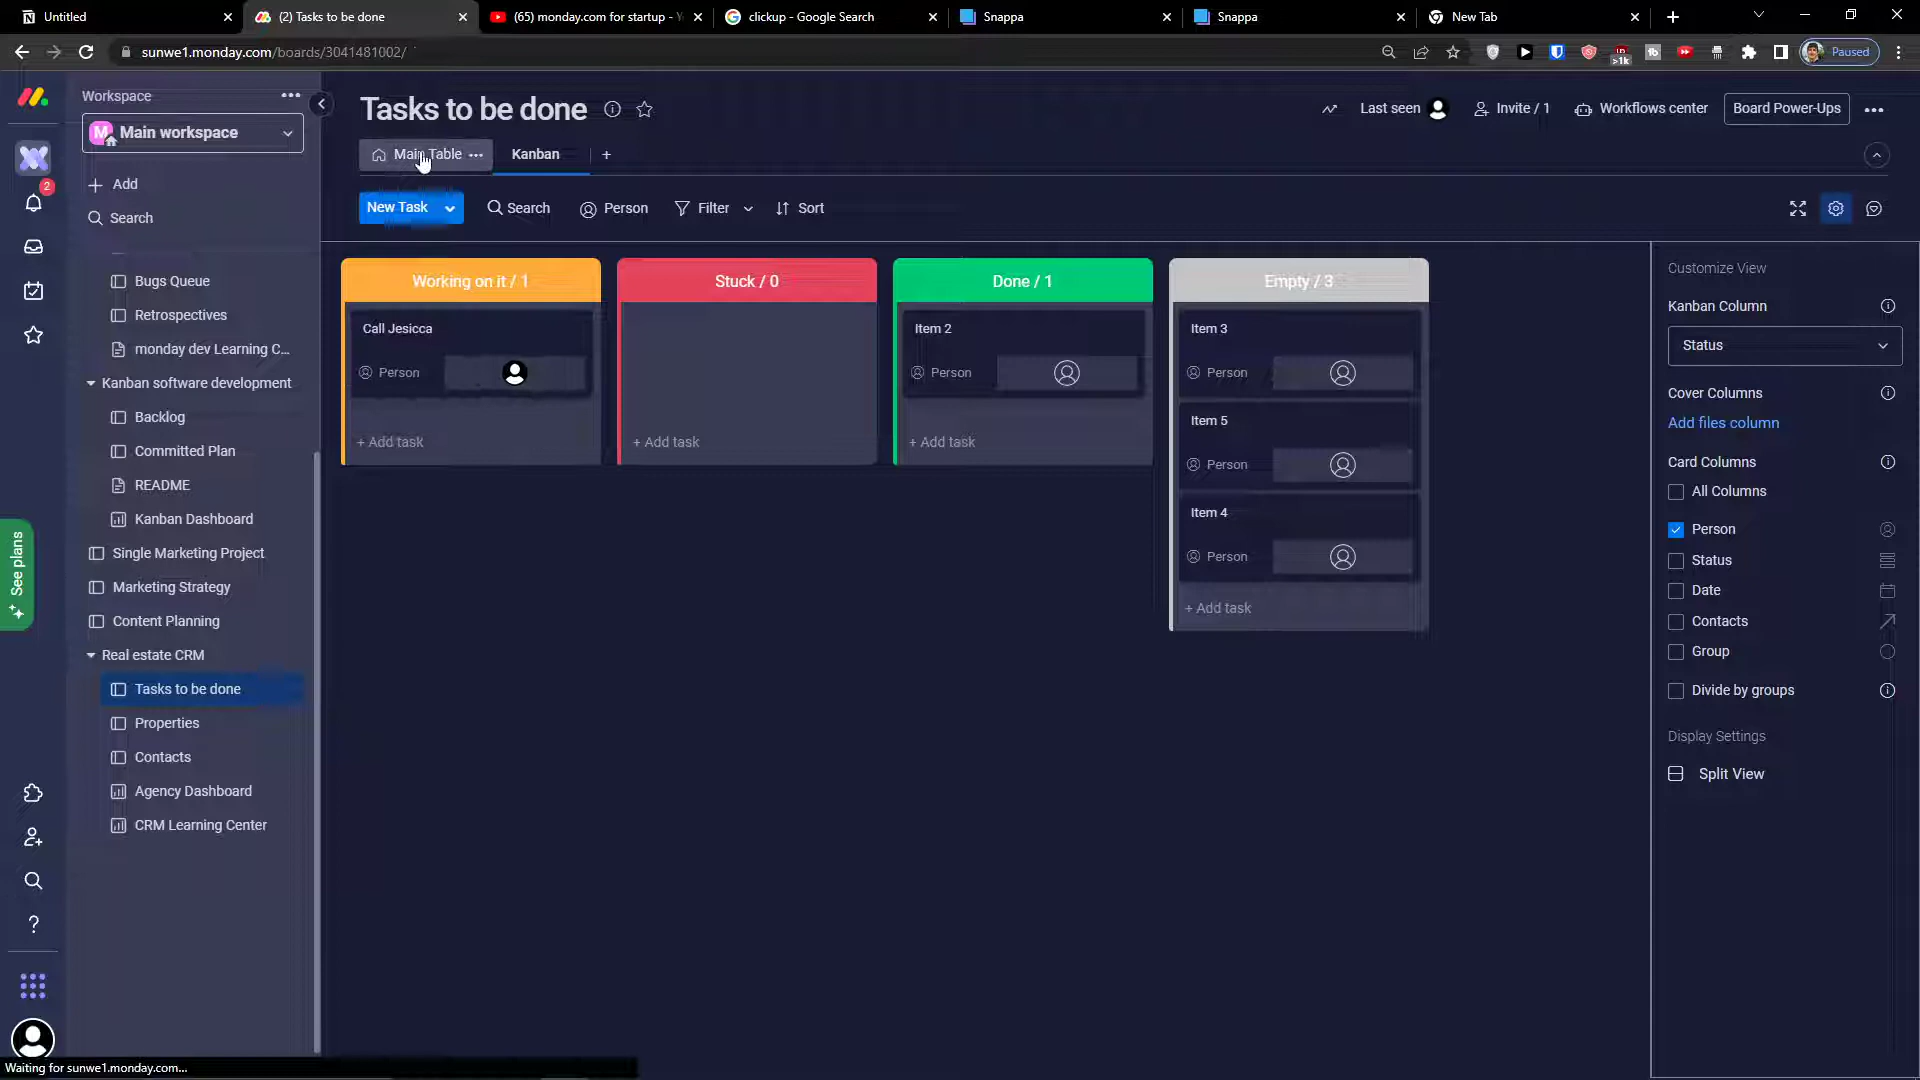 Untitled
(2) Tasks to be done
(65) monday.com for startup - Y
clickup - Google Search
Snappa
Snappa
New Tab
sunwe1.monday.com/boards/3041481002/
>1k
Paused
Workspace
M Main workspace
Add
Search
Bugs Queue
Retrospectives
monday dev Learning C...
Kanban software development
Backlog
Committed Plan
README
Kanban Dashboard
Single Marketing Project
Marketing Strategy
Content Planning
Real estate CRM
Tasks to be done
Properties
Contacts
Agency Dashboard
CRM Learning Center
2
See plans
Tasks to be done
Last seen
Invite / 1
Workflows center
Board Power-Ups
Main Table
Kanban
New Task
Search
Person
Filter
Sort
Working on it / 1
Call Jesicca
Person
+ Add task
Stuck / 0
+ Add task
Done / 1
Item 2
Person
+ Add task
Empty / 3
Item 3
Person
Item 5
Person
Item 4
Person
+ Add task
Customize View
Kanban Column
Status
Cover Columns
Add files column
Card Columns
All Columns
Person
Status
Date
Contacts
Group
Divide by groups
Display Settings
Split View
Waiting for sunwe1.monday.com...